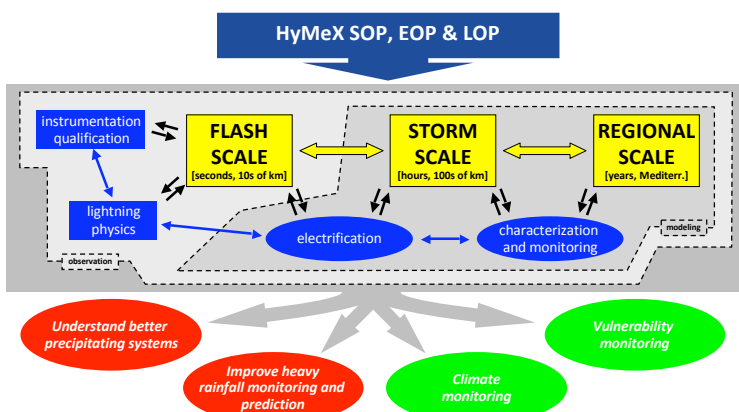 HyMeX SOP, EOP & LOP
instrumentation
qualification
FLASH
SCALE
[seconds, 10s of km]
STORM
SCALE
[hours, 100s of km]
REGIONAL
SCALE
[years, Mediterr.]
lightning
physics
electrification
characterization
and monitoring
modeling
observation
Understand better
precipitating systems
Improve heavy
rainfall monitoring and
prediction
Climate
monitoring
Vulnerability
monitoring